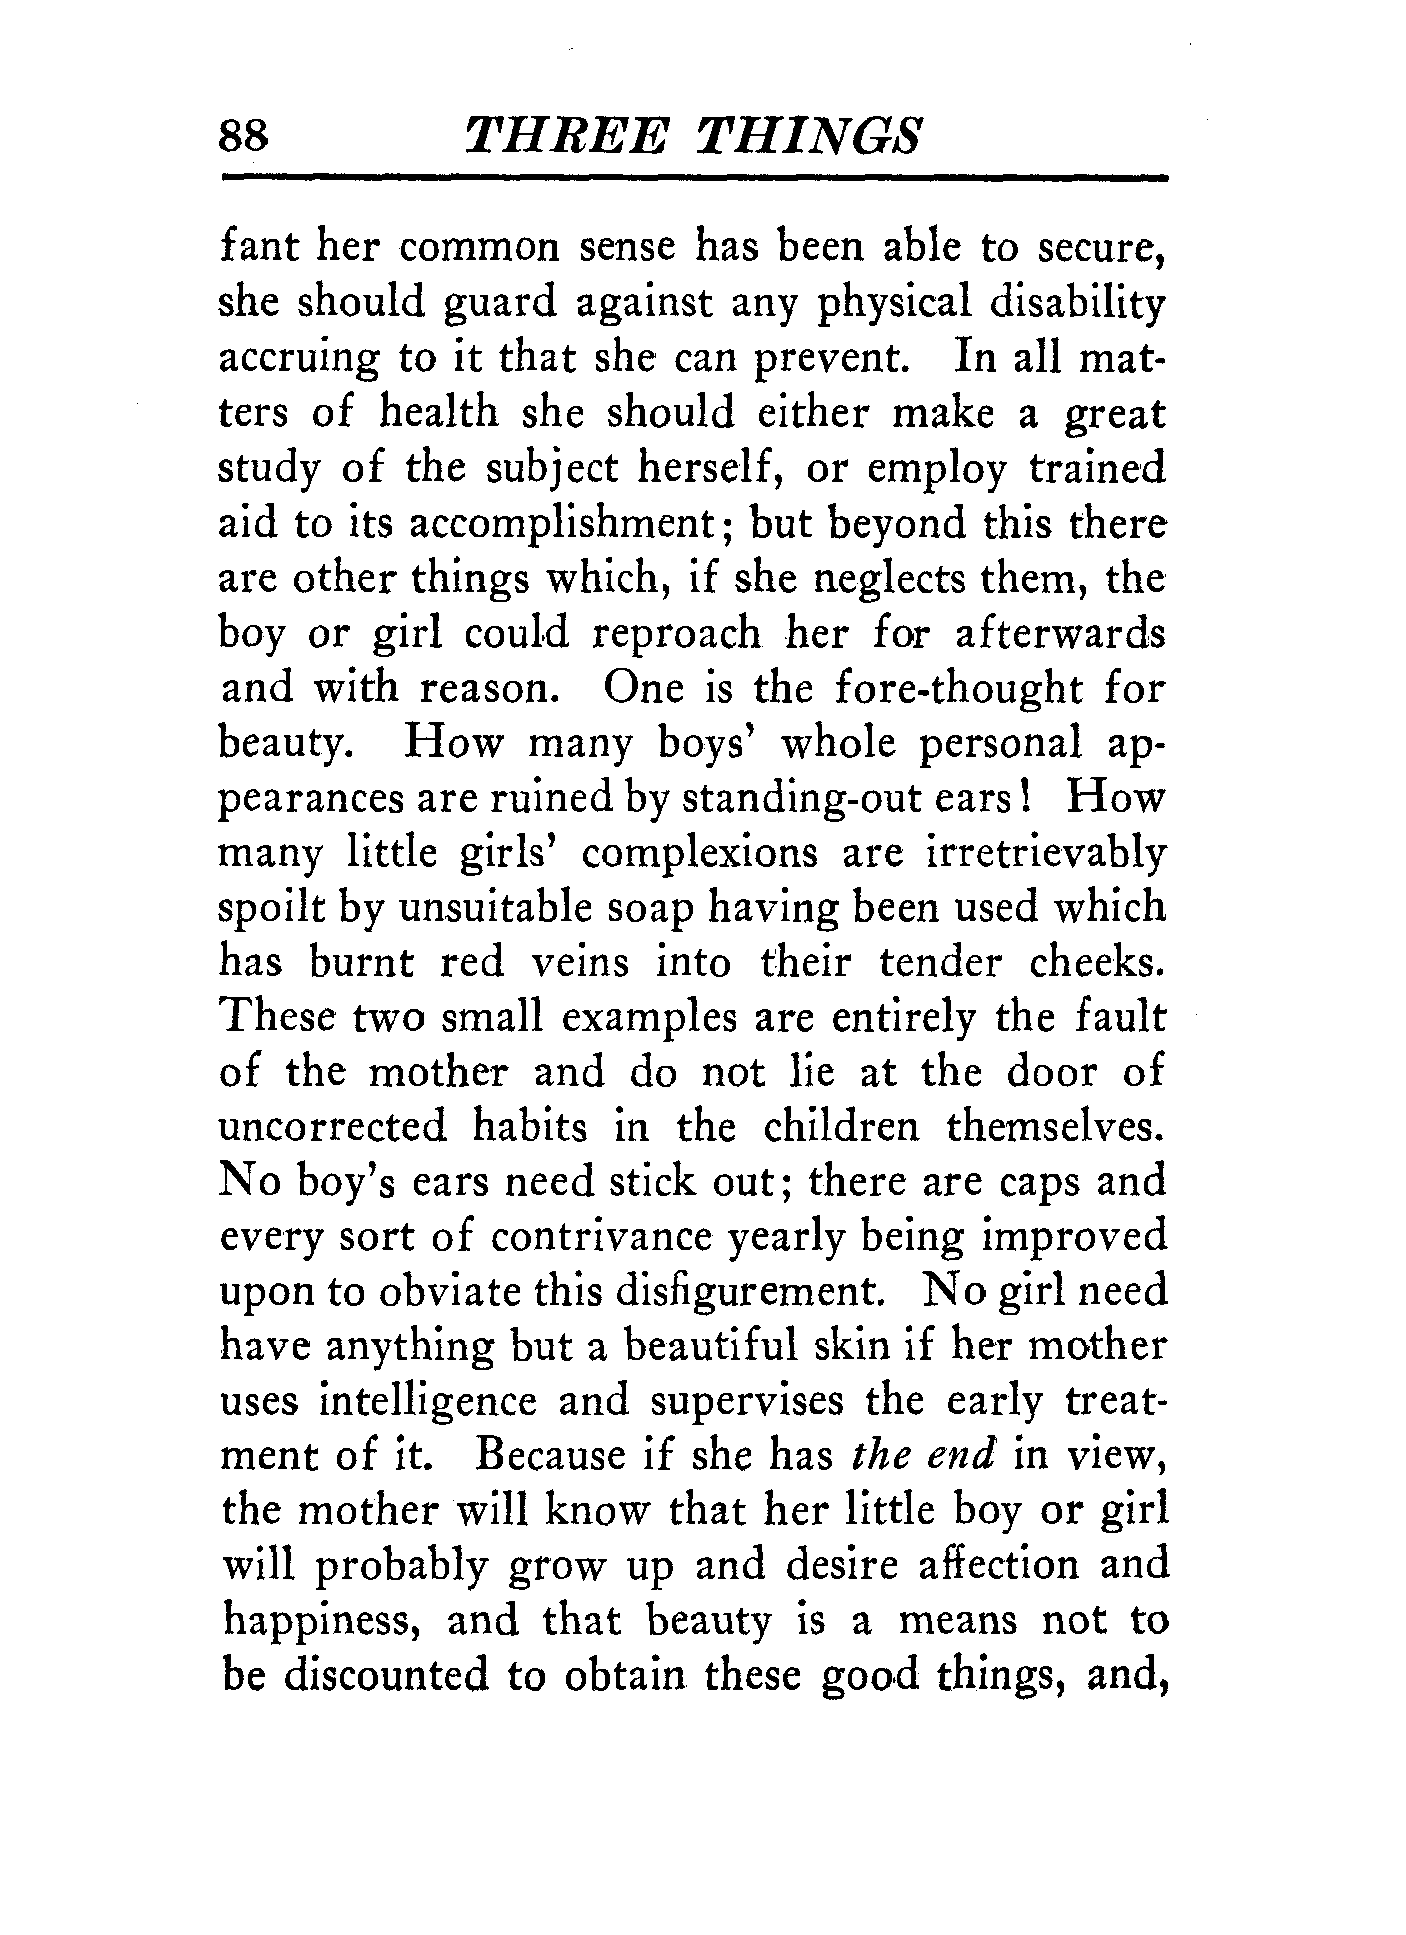 88 THREE THINGS
fant her common sense has been able to secure,
she should guard against any physical disability
accruing to it that she can prevent. In all mat-
ters of health she should either make a great
study of the subject herself, or employ trained
aid to its accomplishment; but beyond this there
are other things which, if she neglects them, the
boy or girl could reproach her for afterwards
and with reason. One is the fore-thought for
beauty. How many boys' whole personal ap-
pearances are ruined by standing-out ears! How
many little girls' complexions are irretrievably
spoilt by unsuitable soap having been used which
has burnt red veins into their tender cheeks.
These two small examples are entirely the fault
of the mother and do not lie at the door of
uncorrected habits in the children themselves.
No boy's ears need stick out; there are caps and
every sort of contrivance yearly being improved
upon to obviate this disfigurement. No girl need
have anything but a beautiful skin if her mother
uses intelligence and supervises the early treat-
ment of it. Because if she has the end in view,
the mother will know that her little boy or girl
will probably grow up and desire affection and
happiness, and that beauty is a means not to
be discounted to obtain these good things, and,